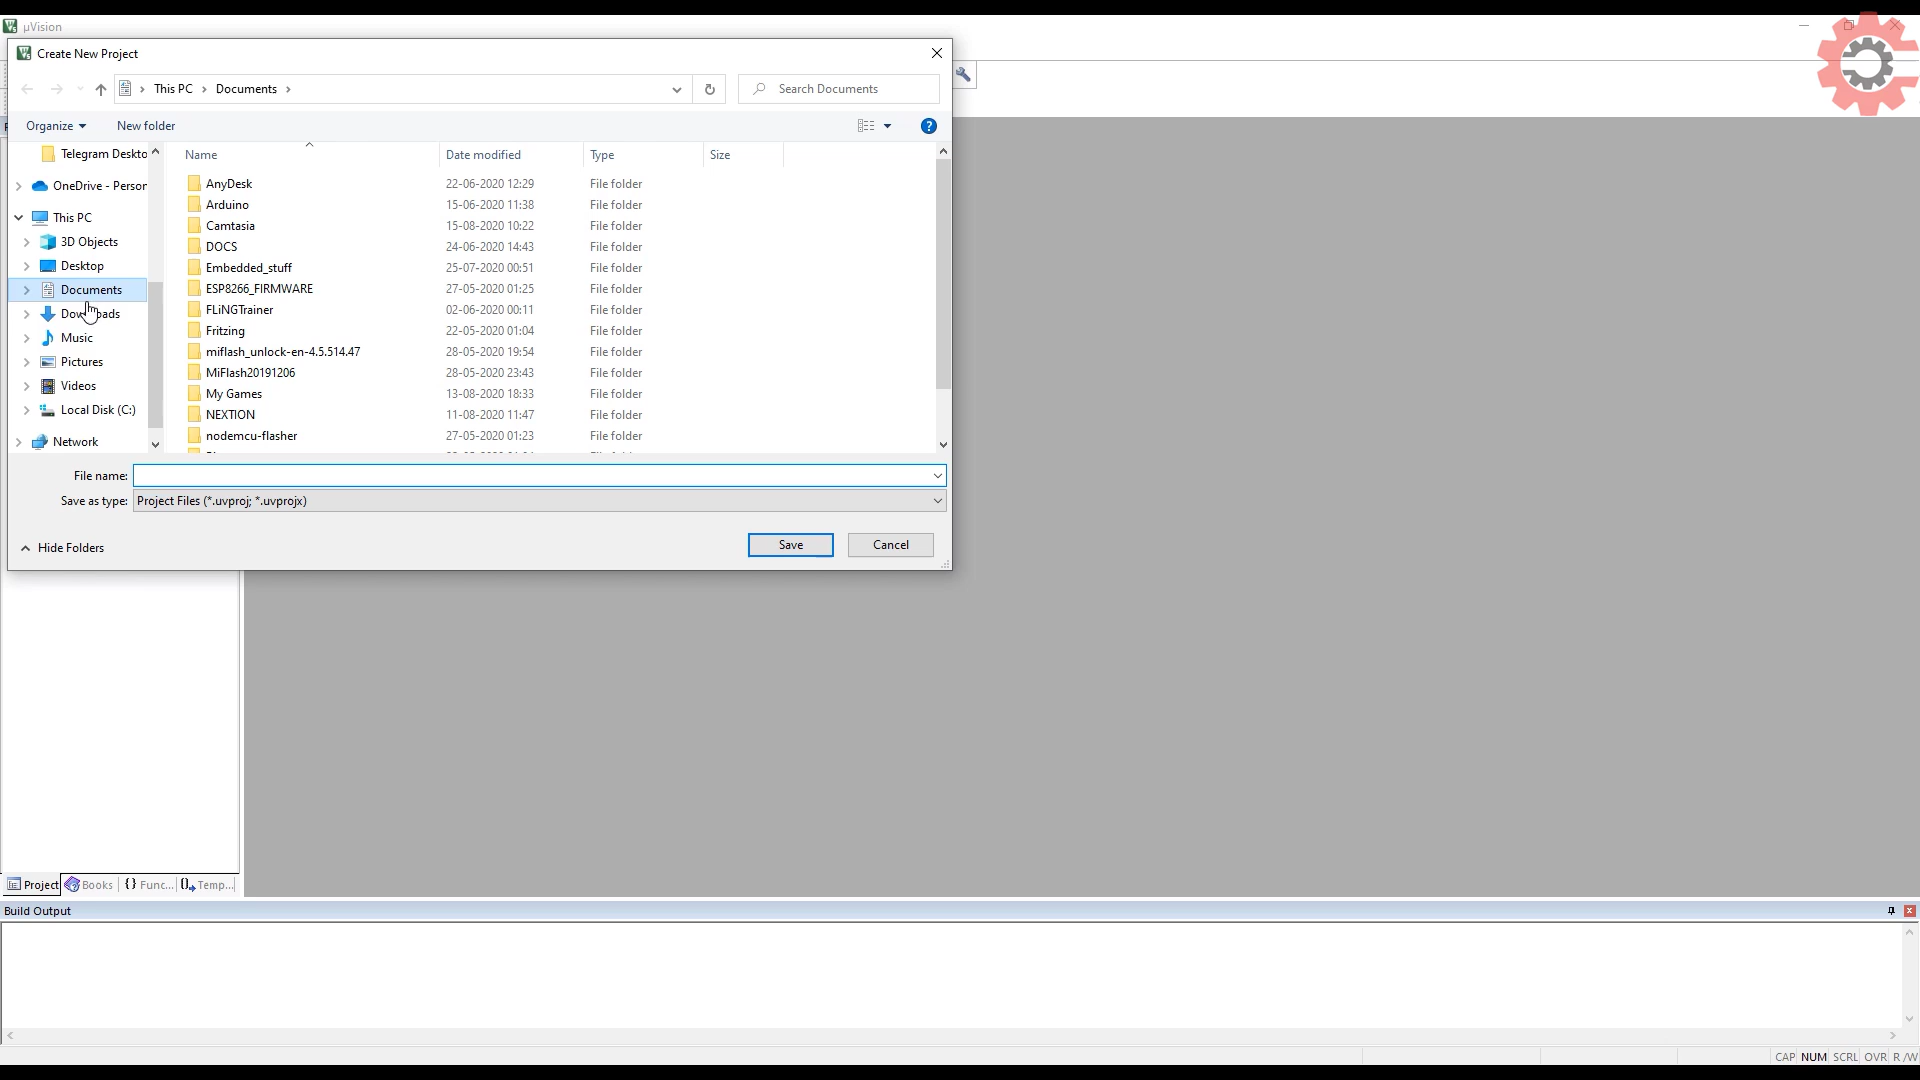 µVision
Create New Project
This PC Documents
Search Documents
Organize New folder
Name Date modified Type Size
Telegram Deskto
OneDrive - Person
This PC
3D Objects
Desktop
Documents
Downloads
Music
Pictures
Videos
Local Disk (C:)
Network
AnyDesk 22-06-2020 12:29 File folder
Arduino 15-06-2020 11:38 File folder
Camtasia 15-08-2020 10:22 File folder
DOCS 24-06-2020 14:43 File folder
Embedded_stuff 25-07-2020 00:51 File folder
ESP8266_FIRMWARE 27-05-2020 01:25 File folder
FLiNGTrainer 02-06-2020 00:11 File folder
Fritzing 22-05-2020 01:04 File folder
miflash_unlock-en-4.5.514.47 28-05-2020 19:54 File folder
MiFlash20191206 28-05-2020 23:43 File folder
My Games 13-08-2020 18:33 File folder
NEXTION 11-08-2020 11:47 File folder
nodemcu-flasher 27-05-2020 01:23 File folder
File name:
Save as type: Project Files (*.uvproj; *.uvprojx)
Hide Folders Save Cancel
Project Books {} Func... Temp...
Build Output
CAP NUM SCRL OVR R/W